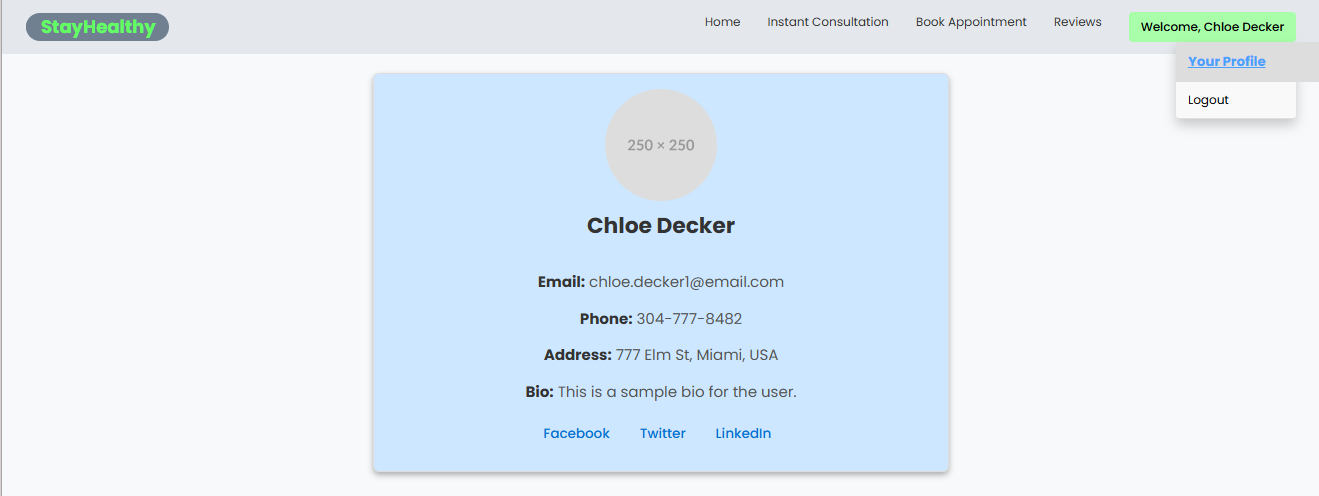 StayHealthy
Home Instant Consultation Book Appointment Reviews Welcome, Chloe Decker
Your Profile
Logout
250 × 250
Chloe Decker
Email: chloe.decker1@email.com
Phone: 304-777-8482
Address: 777 Elm St, Miami, USA
Bio: This is a sample bio for the user.
Facebook Twitter LinkedIn